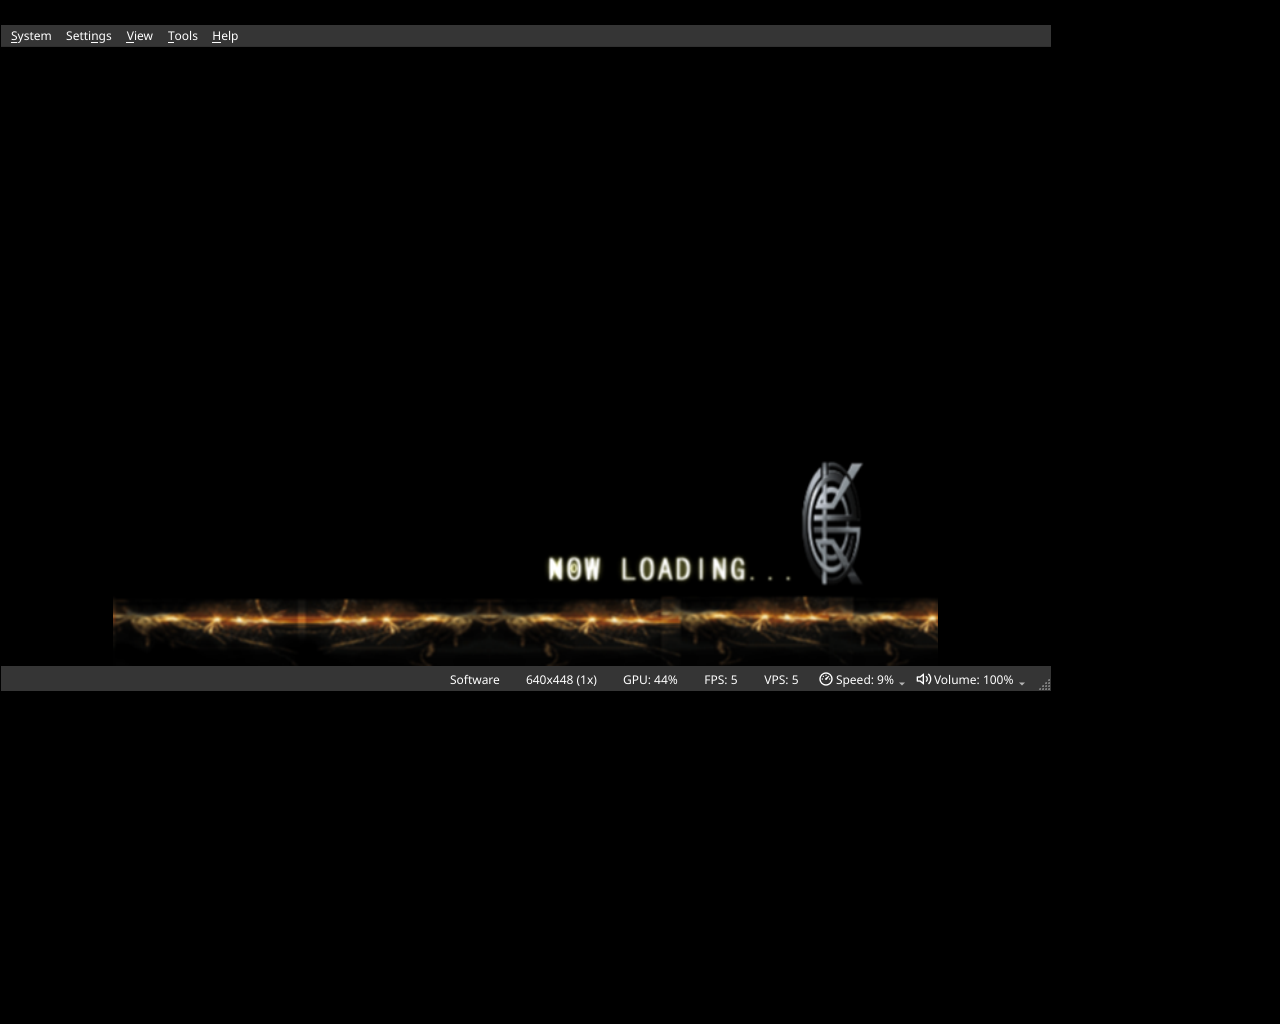 System Settings View Tools Help
NOW LOADING...
Software 640x448 (1x) GPU: 44% FPS: 5 VPS: 5 Speed: 9% Volume: 100%